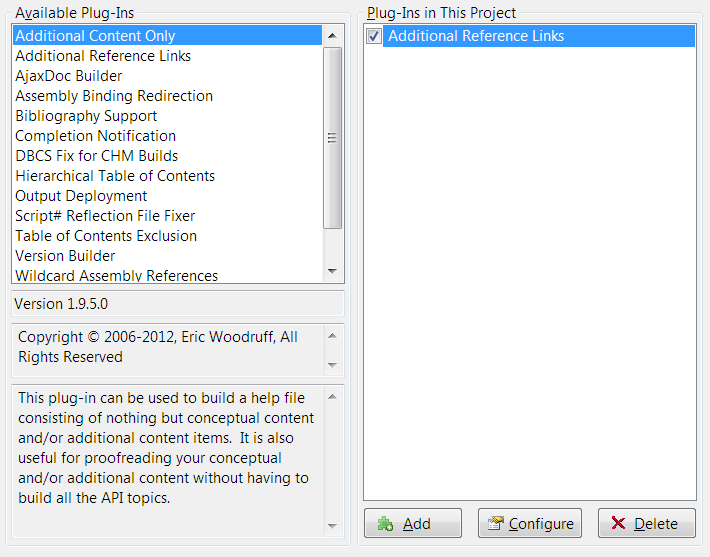 Available Plug-Ins
Additional Content Only
Additional Reference Links
AjaxDoc Builder
Assembly Binding Redirection
Bibliography Support
Completion Notification
DBCS Fix for CHM Builds
Hierarchical Table of Contents
Output Deployment
Script# Reflection File Fixer
Table of Contents Exclusion
Version Builder
Wildcard Assembly References
Version 1.9.5.0
Copyright © 2006-2012, Eric Woodruff, All
Rights Reserved
This plug-in can be used to build a help file
consisting of nothing but conceptual content
and/or additional content items.  It is also
useful for proofreading your conceptual
and/or additional content without having to
build all the API topics.
Plug-Ins in This Project
Additional Reference Links
Add
Configure
Delete